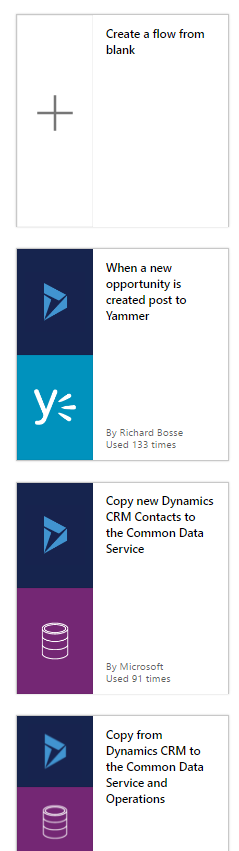 Create a flow from
blank
When a new
opportunity is
created post to
Yammer
By Richard Bosse
Used 133 times
Copy new Dynamics
CRM Contacts to
the Common Data
Service
By Microsoft
Used 91 times
Copy from
Dynamics CRM to
the Common Data
Service and
Operations